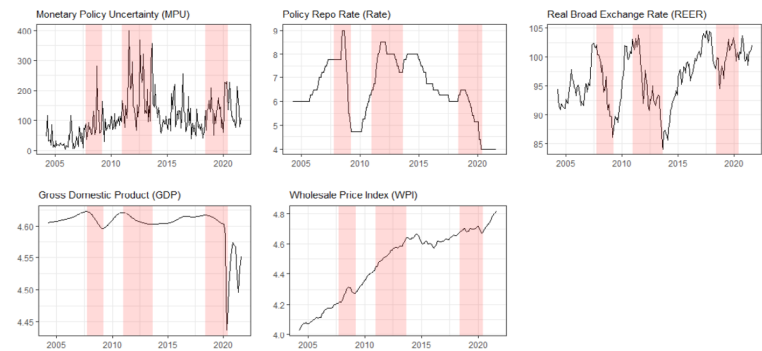 Monetary Policy Uncertainty (MPU)
400
300
200
100
0
2005 2010 2015 2020
Policy Repo Rate (Rate)
9
8
7
6
5
4
2005 2010 2015 2020
Real Broad Exchange Rate (REER)
105
100
95
90
85
2005 2010 2015 2020
Gross Domestic Product (GDP)
4.60
4.55
4.50
4.45
2005 2010 2015 2020
Wholesale Price Index (WPI)
4.8
4.6
4.4
4.2
4.0
2005 2010 2015 2020